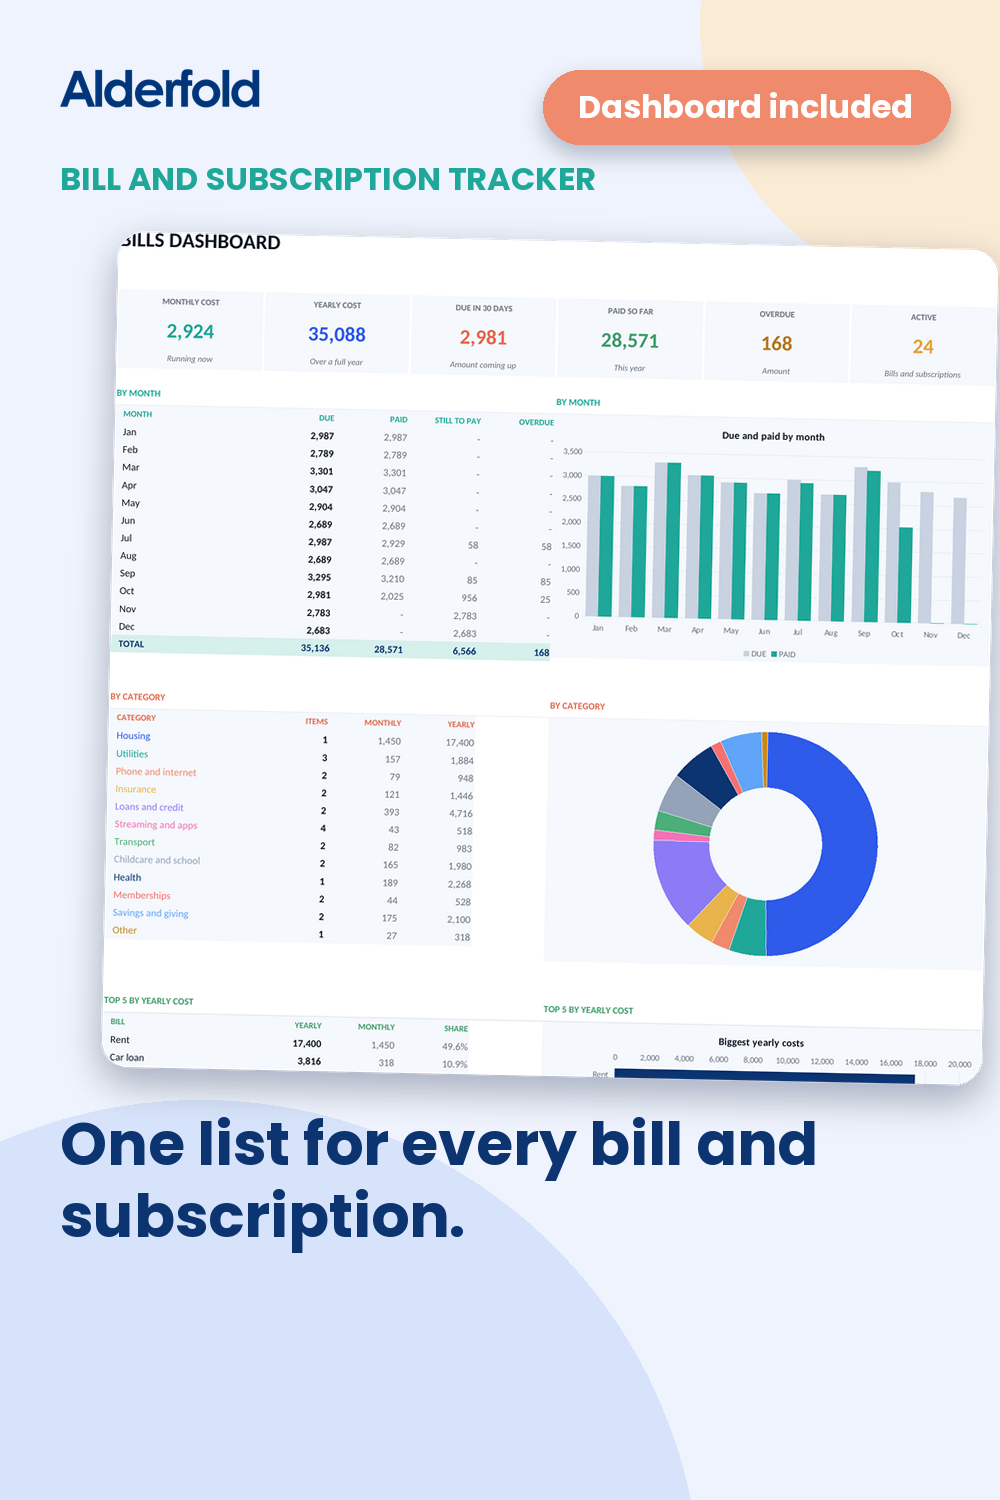 Alderfold
Dashboard included
BILL AND SUBSCRIPTION TRACKER
BILLS DASHBOARD
MONTHLY COST
2,924
Running now
YEARLY COST
35,088
Over a full year
DUE IN 30 DAYS
2,981
Amount coming up
PAID SO FAR
28,571
This year
OVERDUE
168
Amount
ACTIVE
24
Bills and subscriptions
BY MONTH
MONTH DUE PAID STILL TO PAY OVERDUE
Jan 2,987 2,987 - -
Feb 2,789 2,789 - -
Mar 3,301 3,301 - -
Apr 3,047 3,047 - -
May 2,904 2,904 - -
Jun 2,689 2,689 - -
Jul 2,987 2,929 58 58
Aug 2,689 2,689 - -
Sep 3,295 3,210 85 85
Oct 2,981 2,025 956 25
Nov 2,783 - 2,783 -
Dec 2,683 - 2,683 -
TOTAL 35,136 28,571 6,566 168
BY MONTH
Due and paid by month
3,500
3,000
2,500
2,000
1,500
1,000
500
0
Jan Feb Mar Apr May Jun Jul Aug Sep Oct Nov Dec
DUE PAID
BY CATEGORY
CATEGORY ITEMS MONTHLY YEARLY
Housing 1 1,450 17,400
Utilities 3 157 1,884
Phone and internet 2 79 948
Insurance 2 121 1,446
Loans and credit 2 393 4,716
Streaming and apps 4 43 518
Transport 2 82 983
Childcare and school 2 165 1,980
Health 1 189 2,268
Memberships 2 44 528
Savings and giving 2 175 2,100
Other 1 27 318
BY CATEGORY
TOP 5 BY YEARLY COST
BILL YEARLY MONTHLY SHARE
Rent 17,400 1,450 49.6%
Car loan 3,816 318 10.9%
TOP 5 BY YEARLY COST
Biggest yearly costs
0 2,000 4,000 6,000 8,000 10,000 12,000 14,000 16,000 18,000 20,000
Rent
One list for every bill and
subscription.